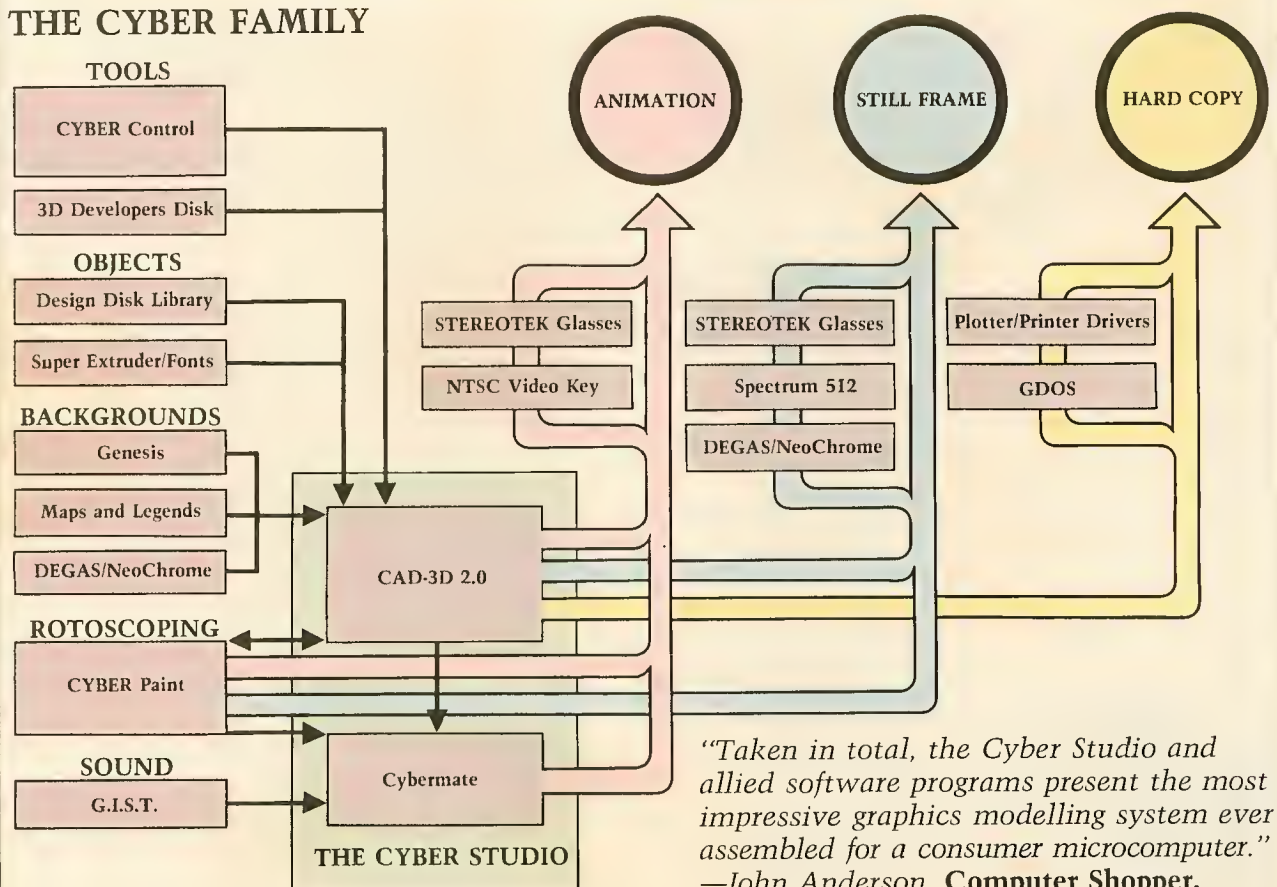 THE CYBER FAMILY
TOOLS
CYBER Control
3D Developers Disk
OBJECTS
Design Disk Library
Super Extruder/Fonts
BACKGROUNDS
Genesis
Maps and Legends
DEGAS/NeoChrome
ROTOSCOPING
CYBER Paint
SOUND
G.I.S.T.
ANIMATION
STILL FRAME
HARD COPY
STEREOTEK Glasses
NTSC Video Key
STEREOTEK Glasses
Spectrum 512
DEGAS/NeoChrome
Plotter/Printer Drivers
GDOS
CAD-3D 2.0
Cybermate
THE CYBER STUDIO
"Taken in total, the Cyber Studio and
allied software programs present the most
impressive graphics modelling system ever
assembled for a consumer microcomputer."
—John Anderson, Computer Shopper.